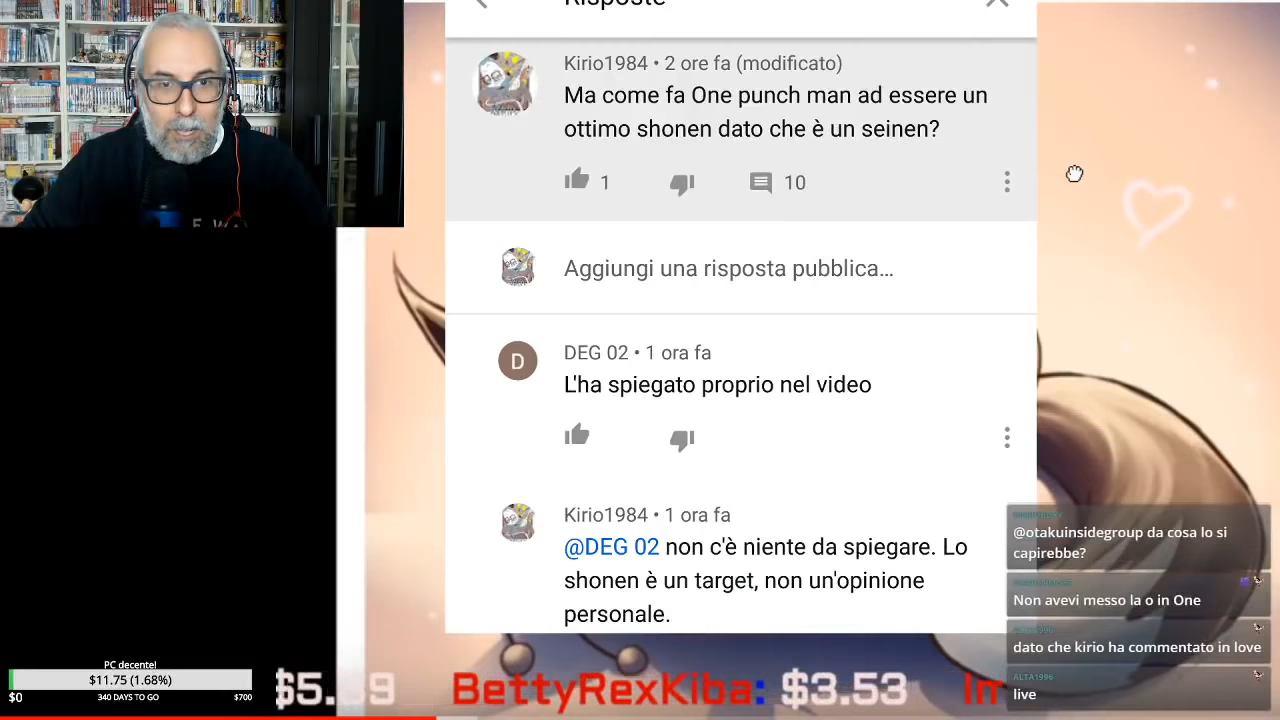 Risposte
Kirio1984 • 2 ore fa (modificato)
Ma come fa One punch man ad essere un
ottimo shonen dato che è un seinen?
1
10
Aggiungi una risposta pubblica...
D
DEG 02 • 1 ora fa
L'ha spiegato proprio nel video
Kirio1984 • 1 ora fa
@DEG 02 non c'è niente da spiegare. Lo
shonen è un target, non un'opinione
personale.
@otakuinsidegroup da cosa lo si
capirebbe?
Non avevi messo la o in One
dato che kirio ha commentato in love
ALTA1996
live
PC decente!
$11.75 (1.68%)
$0
340 DAYS TO GO
$700
BettyRexKiba: $3.53